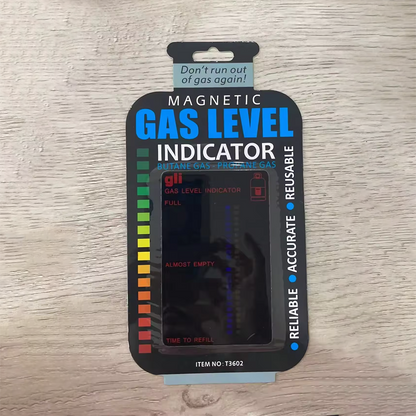 Don't run out
of gas again!
MAGNETIC
GAS LEVEL
INDICATOR
BUTANE GAS - PROPANE GAS
gli
GAS LEVEL INDICATOR
FULL
ALMOST EMPTY
TIME TO REFILL
RELIABLE ● ACCURATE ● REUSABLE
ITEM NO: T3602